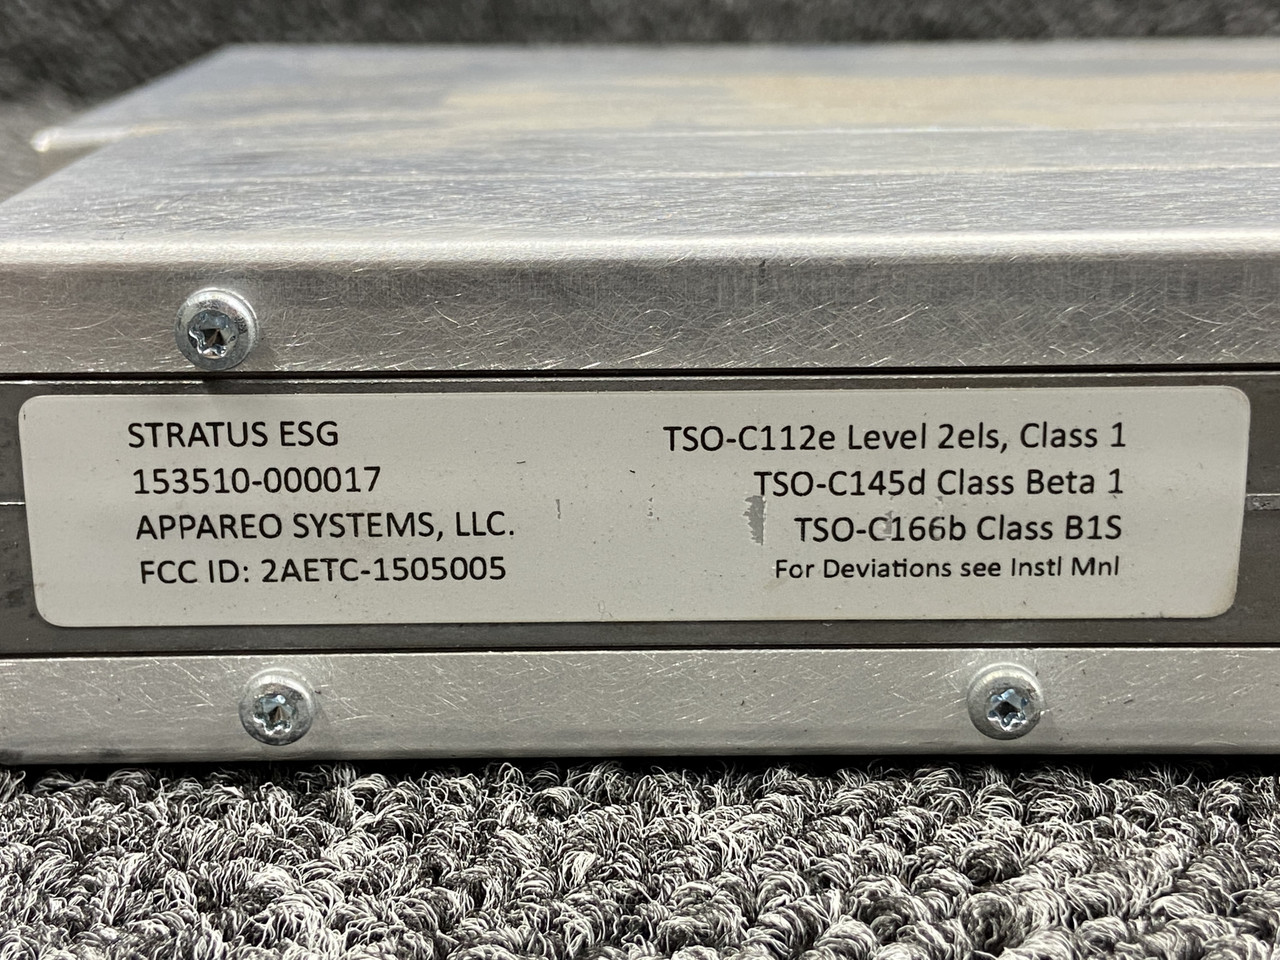 STRATUS ESG
153510-000017
APPAREO SYSTEMS, LLC.
FCC ID: 2AETC-1505005
TSO-C112e Level 2els, Class 1
TSO-C145d Class Beta 1
TSO-C166b Class B1S
For Deviations see Instl Mnl